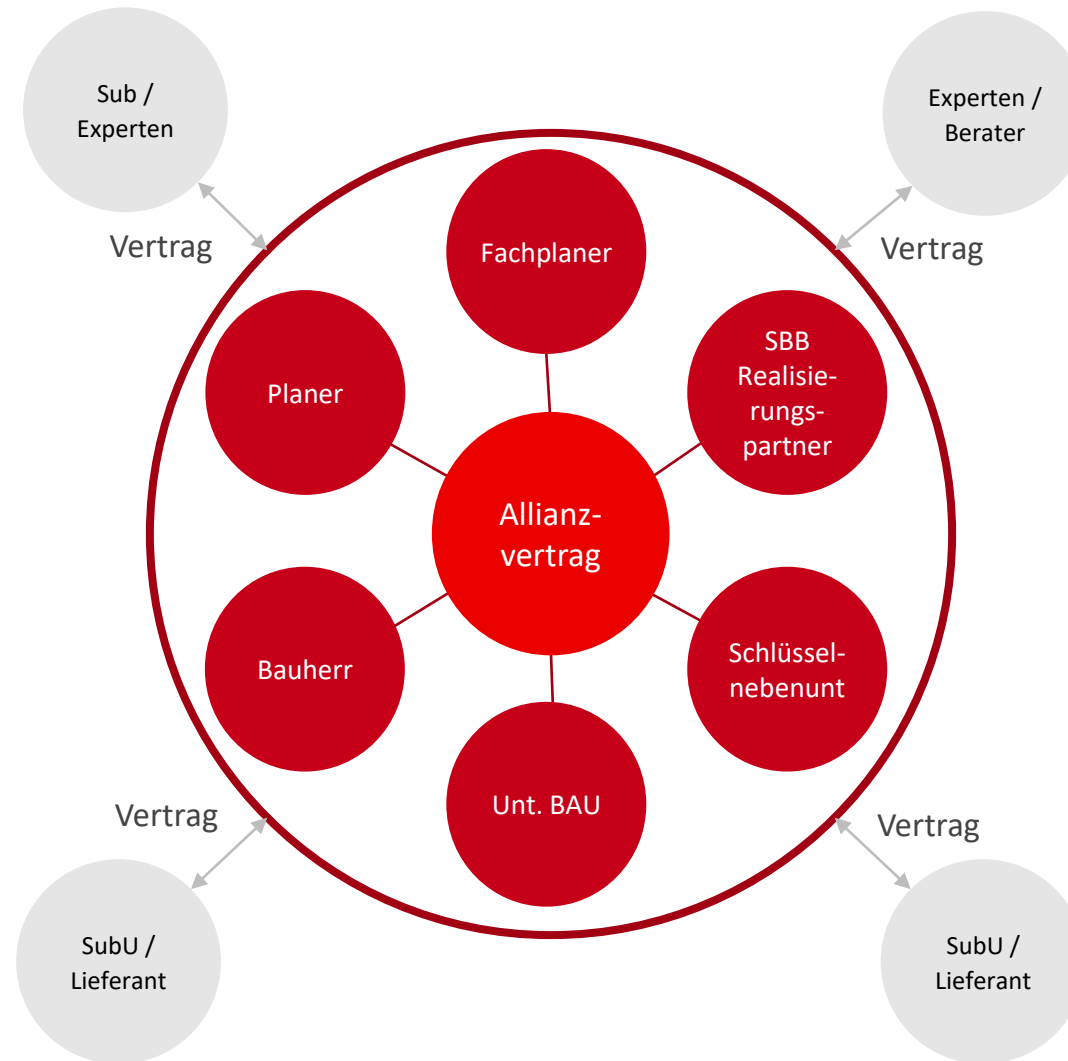 Sub /
Experten
Experten /
Berater
Vertrag
Vertrag
Fachplaner
Planer
SBB
Realisie-
rungs-
partner
Allianz-
vertrag
Bauherr
Schlüssel-
nebenunt
Unt. BAU
Vertrag
Vertrag
SubU /
Lieferant
SubU /
Lieferant